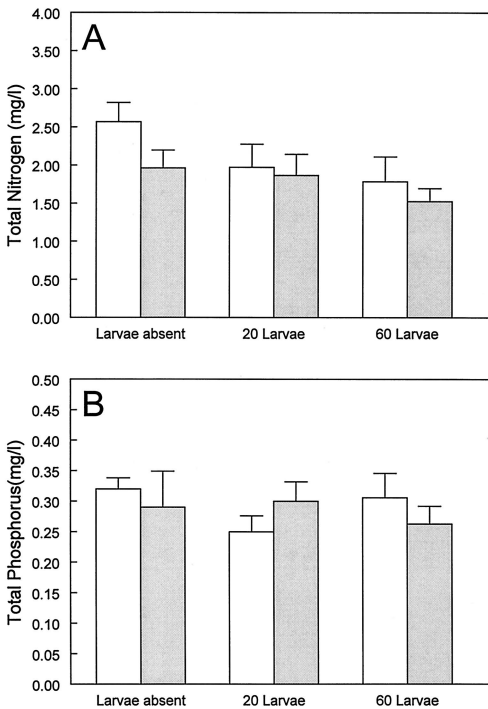 A
Total Nitrogen (mg/l)
4.00
3.00
2.50
2.00
1.50
1.00
0.50
0.00
Larvae absent
20 Larvae
60 Larvae
B
Total Phosphorus(mg/l)
0.50
0.45
0.40
0.35
0.30
0.25
0.20
0.15
0.10
0.05
0.00
Larvae absent
20 Larvae
60 Larvae